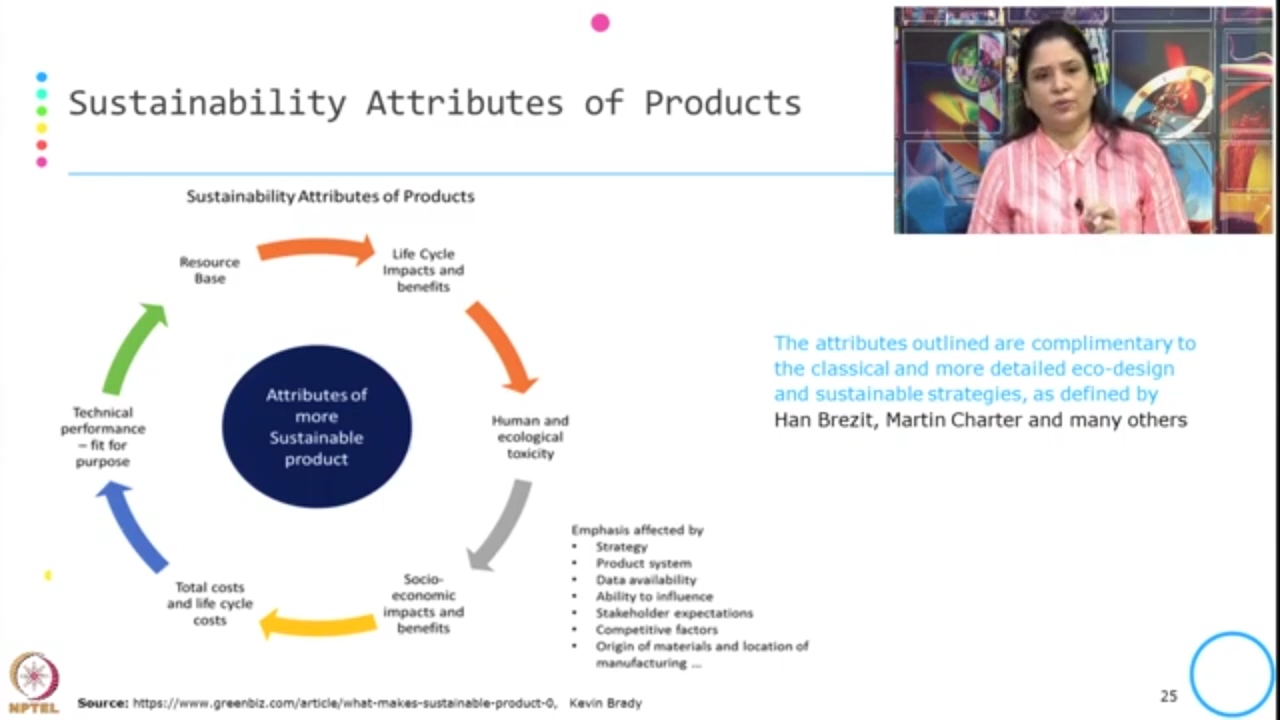 Sustainability Attributes of Products
Sustainability Attributes of Products
Resource
Base
Life Cycle
Impacts and
benefits
Human and
ecological
toxicity
Socio-
economic
impacts and
benefits
Total costs
and life cycle
costs
Technical
performance
– fit for
purpose
Attributes of
more
Sustainable
product
The attributes outlined are complimentary to
the classical and more detailed eco-design
and sustainable strategies, as defined by
Han Brezit, Martin Charter and many others
Emphasis affected by
• Strategy
• Product system
• Data availability
• Ability to influence
• Stakeholder expectations
• Competitive factors
• Origin of materials and location of
manufacturing ...
NPTEL
Source: https://www.greenbiz.com/article/what-makes-sustainable-product-0, Kevin Brady
25